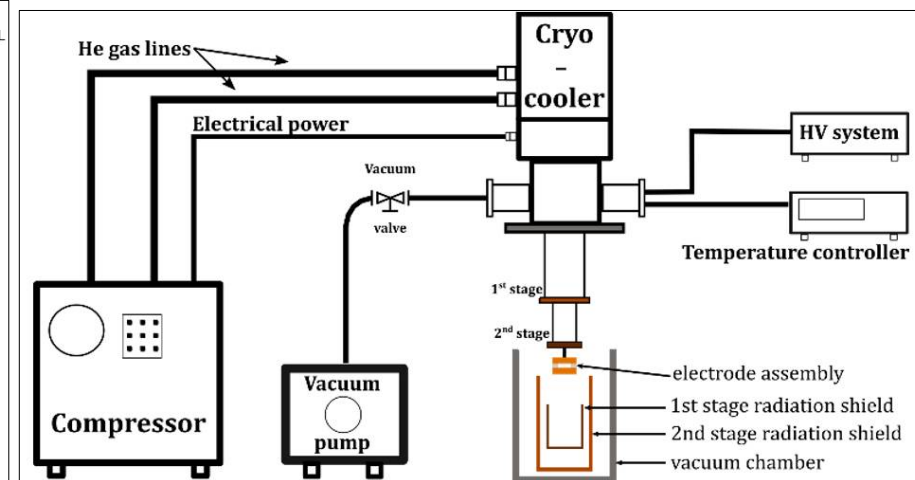 L
He gas lines
Cryo
–
cooler
Electrical power
HV system
Vacuum
valve
Temperature controller
1st stage
2nd stage
electrode assembly
Vacuum
pump
Compressor
1st stage radiation shield
2nd stage radiation shield
vacuum chamber